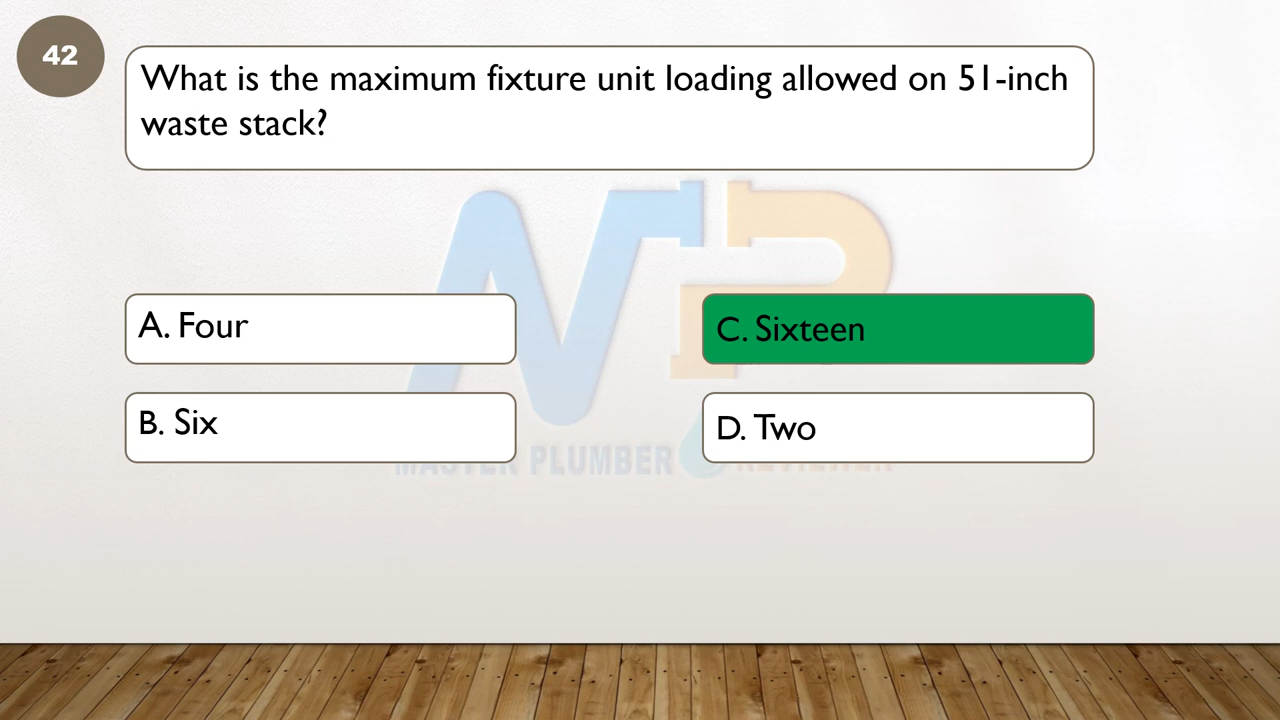 42
What is the maximum fixture unit loading allowed on 51-inch
waste stack?
A. Four
C. Sixteen
B. Six
D. Two
MASTER PLUMBER REVIEWER